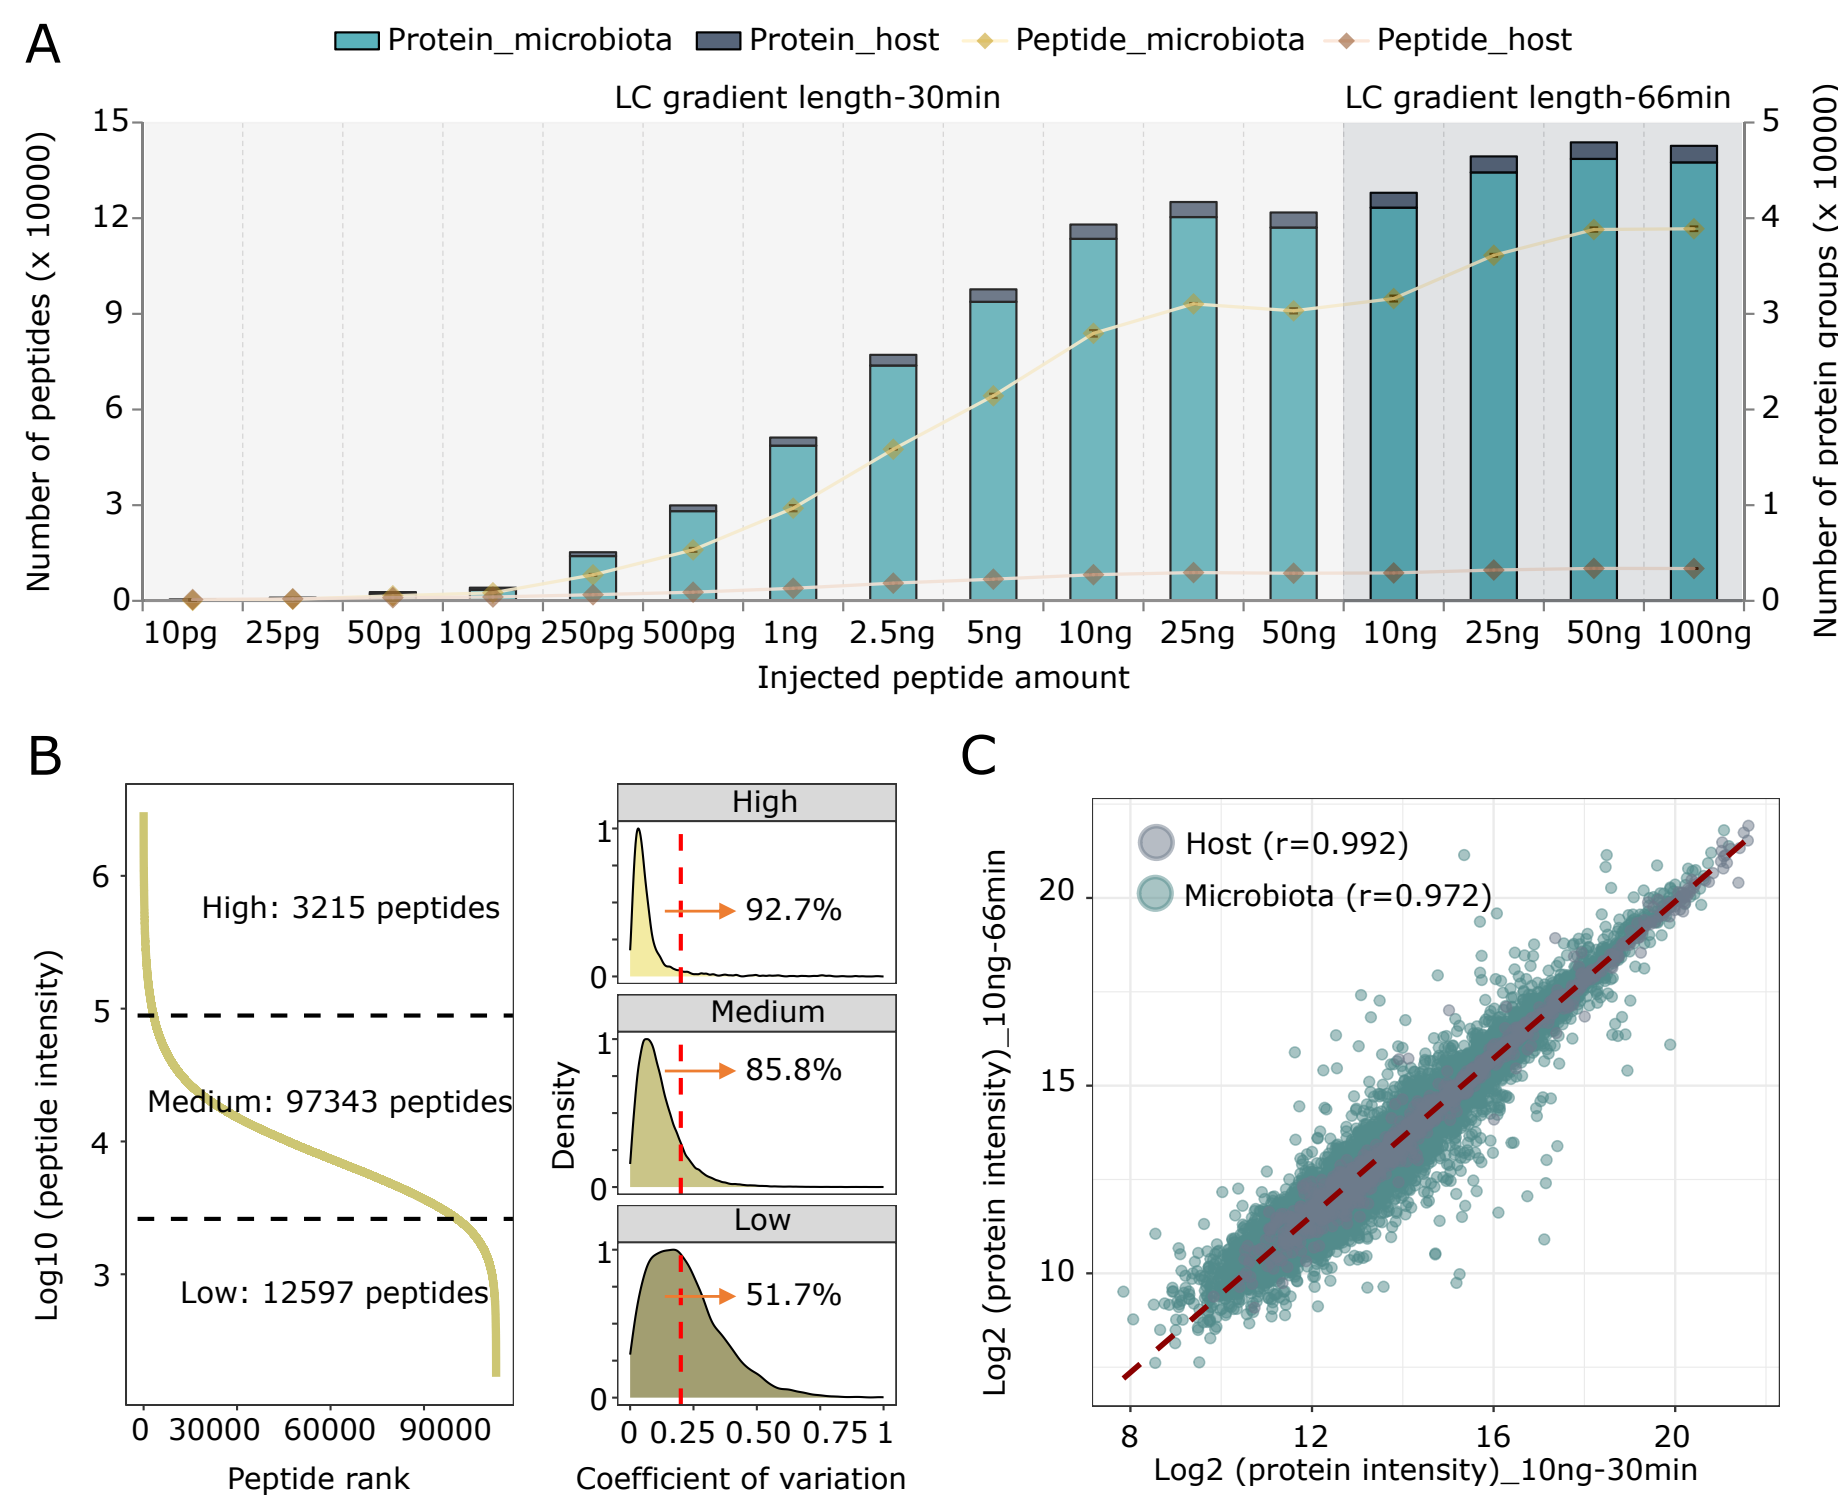 A
Protein_microbiota Protein_host Peptide_microbiota Peptide_host
LC gradient length-30min LC gradient length-66min
Number of peptides (x 10000)
15
12
9
6
3
0
5
4
3
2
1
0
Number of protein groups (x 10000)
10pg 25pg 50pg 100pg 250pg 500pg 1ng 2.5ng 5ng 10ng 25ng 50ng 10ng 25ng 50ng 100ng
Injected peptide amount
B
Log10 (peptide intensity)
6
5
4
3
High: 3215 peptides
Medium: 97343 peptides
Low: 12597 peptides
0 30000 60000 90000
Peptide rank
Density
High
1
0
92.7%
Medium
1
0
85.8%
Low
1
0
51.7%
0 0.25 0.50 0.75 1
Coefficient of variation
C
Log2 (protein intensity)_10ng-66min
20
15
10
Host (r=0.992)
Microbiota (r=0.972)
8 12 16 20
Log2 (protein intensity)_10ng-30min